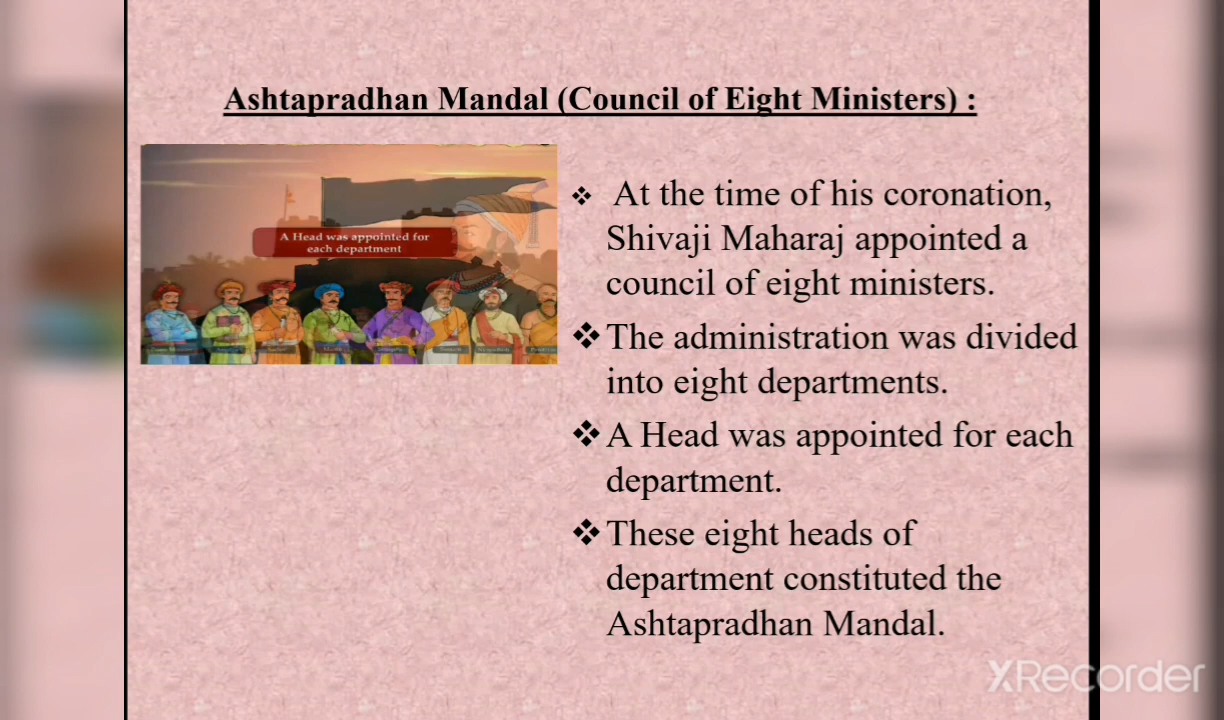 Ashtapradhan Mandal (Council of Eight Ministers) :
A Head was appointed for
each department
❖ At the time of his coronation,
Shivaji Maharaj appointed a
council of eight ministers.
❖ The administration was divided
into eight departments.
❖ A Head was appointed for each
department.
❖ These eight heads of
department constituted the
Ashtapradhan Mandal.
XRecorder